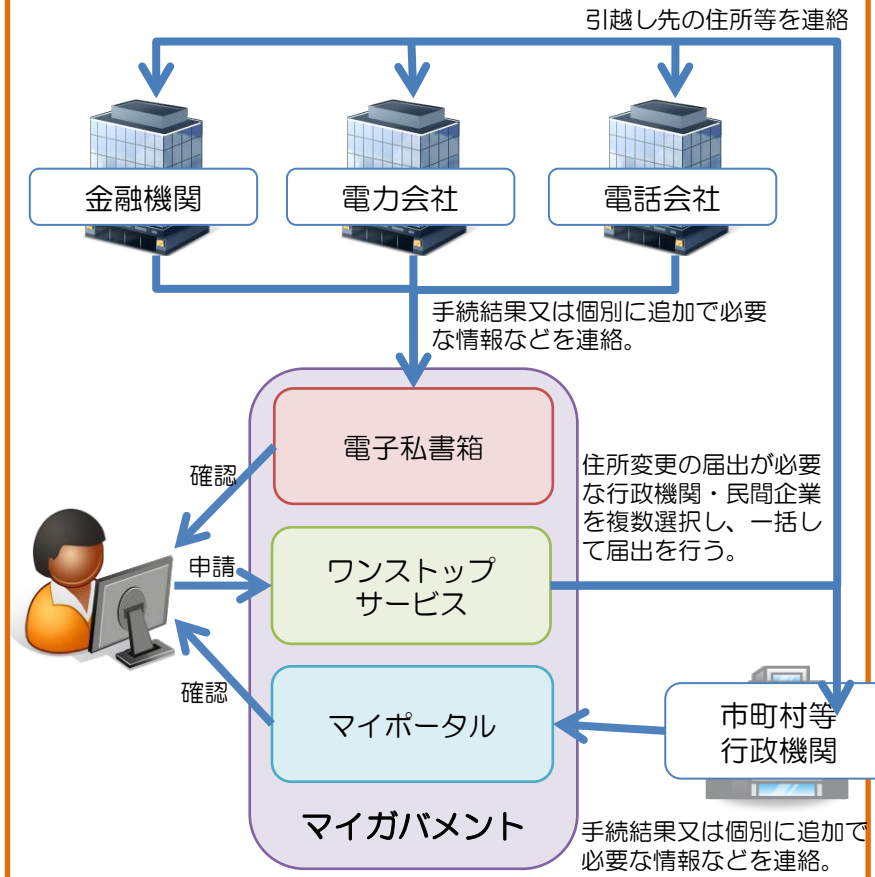 引越し先の住所等を連絡
金融機関
電力会社
電話会社
手続結果又は個別に追加で必要
な情報などを連絡。
電子私書箱
確認
住所変更の届出が必要
な行政機関・民間企業
を複数選択し、一括し
て届出を行う。
申請
ワンストップ
サービス
確認
マイポータル
市町村等
行政機関
マイガバメント
手続結果又は個別に追加で
必要な情報などを連絡。